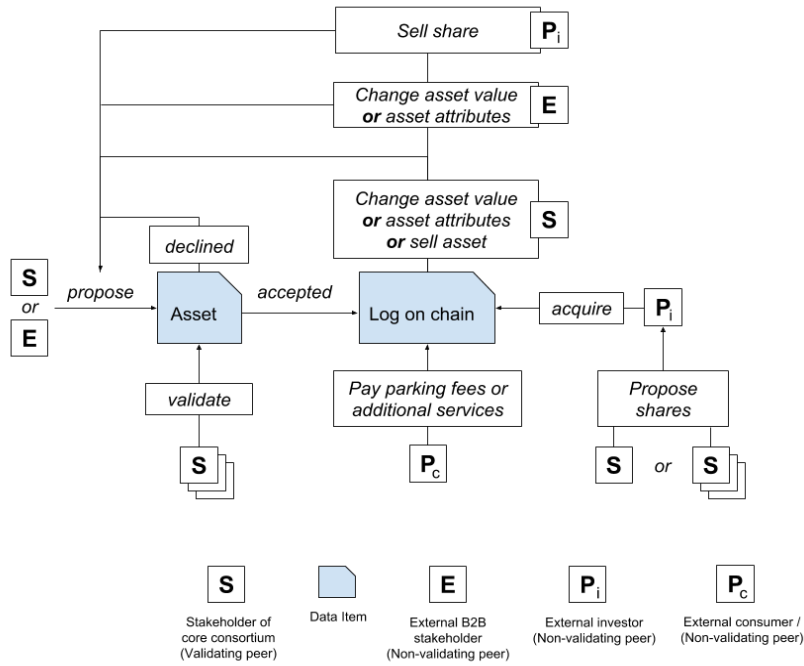 Sell share
Pi
Change asset value
or asset attributes
E
Change asset value
or asset attributes
or sell asset
S
declined
S
or
E
propose
Asset
accepted
Log on chain
acquire
Pi
validate
S
Pay parking fees or
additional services
Pc
Propose
shares
S
or
S
S
Stakeholder of
core consortium
(Validating peer)
Data Item
E
External B2B
stakeholder
(Non-validating peer)
Pi
External investor
(Non-validating peer)
Pc
External consumer /
(Non-validating peer)